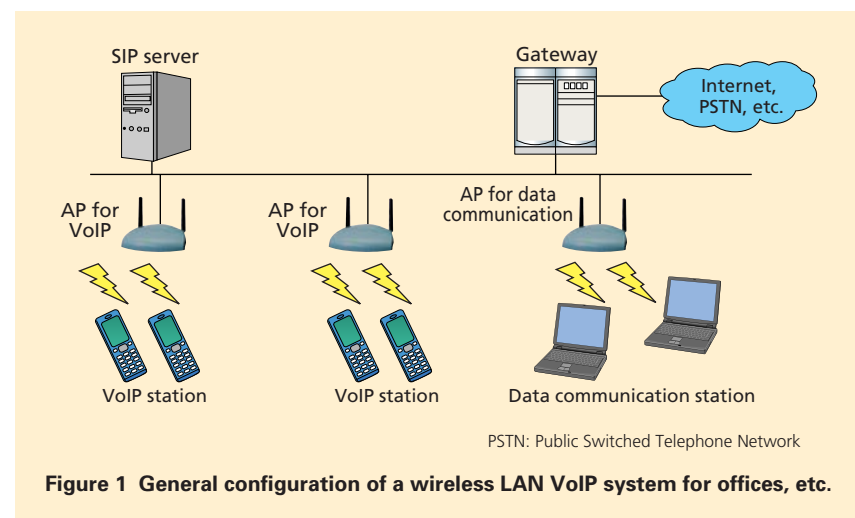 SIP server
Gateway
Internet,
PSTN, etc.
AP for
VoIP
AP for
VoIP
AP for data
communication
VoIP station
VoIP station
Data communication station
PSTN: Public Switched Telephone Network
Figure 1  General configuration of a wireless LAN VoIP system for offices, etc.